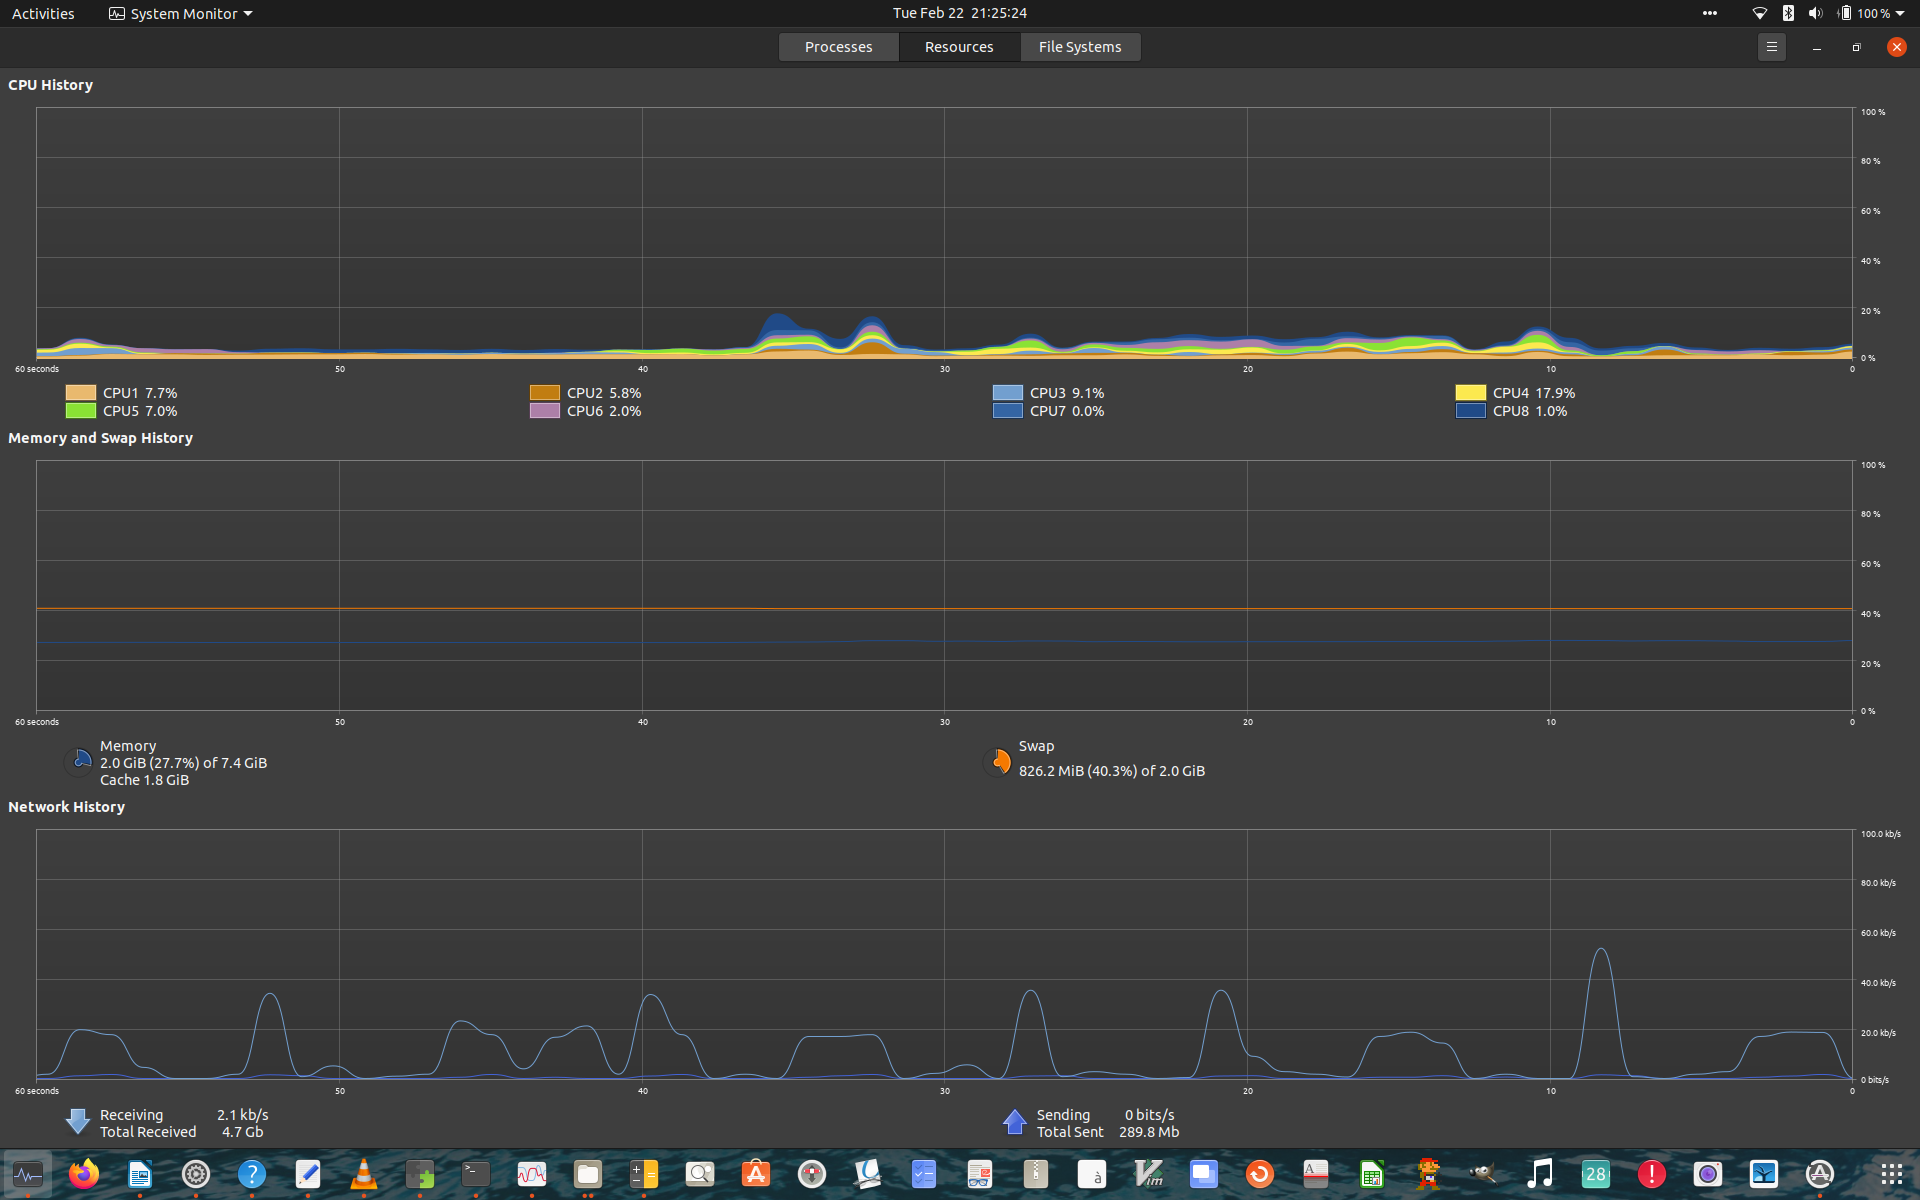 Activities System Monitor Tue Feb 22 21:25:24 100 %
Processes Resources File Systems
CPU History
100 %
80 %
60 %
40 %
20 %
0 %
60 seconds 50 40 30 20 10 0
CPU1 7.7% CPU2 5.8% CPU3 9.1% CPU4 17.9%
CPU5 7.0% CPU6 2.0% CPU7 0.0% CPU8 1.0%
Memory and Swap History
100 %
80 %
60 %
40 %
20 %
0 %
60 seconds 50 40 30 20 10 0
Memory
2.0 GiB (27.7%) of 7.4 GiB
Cache 1.8 GiB
Swap
826.2 MiB (40.3%) of 2.0 GiB
Network History
100.0 kb/s
80.0 kb/s
60.0 kb/s
40.0 kb/s
20.0 kb/s
0 bits/s
60 seconds 50 40 30 20 10 0
Receiving 2.1 kb/s Sending 0 bits/s
Total Received 4.7 Gb Total Sent 289.8 Mb
? >_ à Vim A 28 !